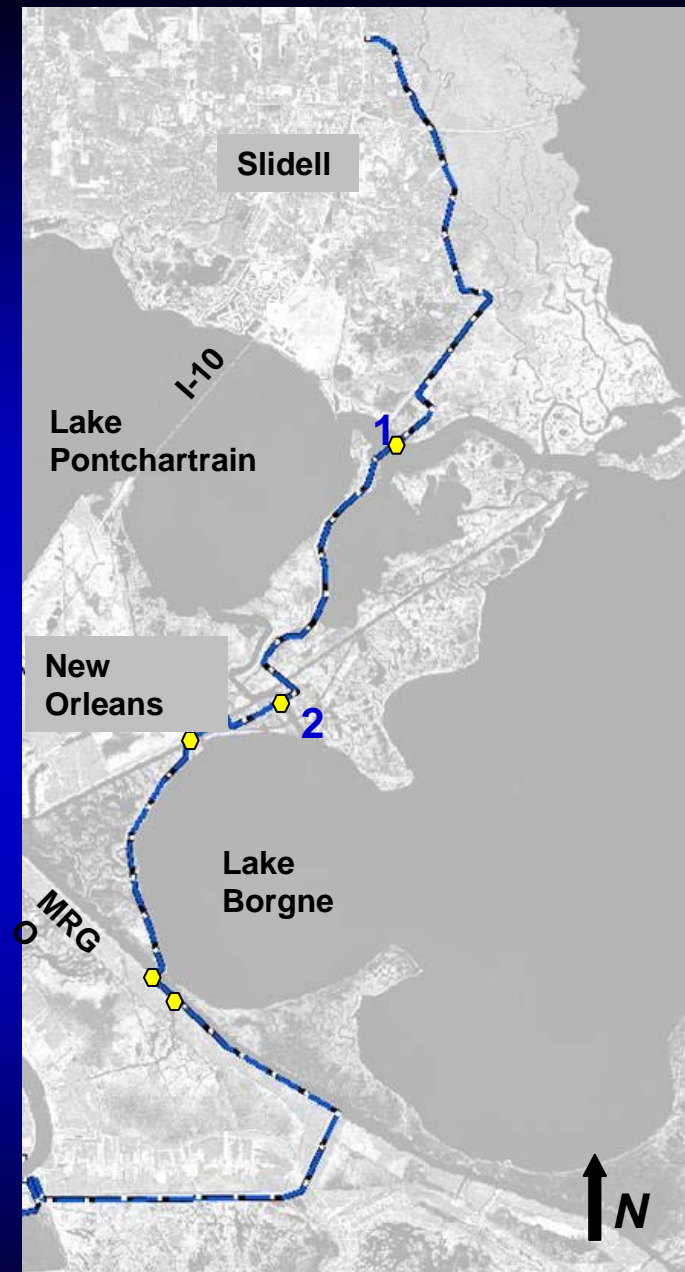 Slidell
I-10
Lake
Pontchartrain
1
New
Orleans
2
Lake
Borgne
MRG
O
N